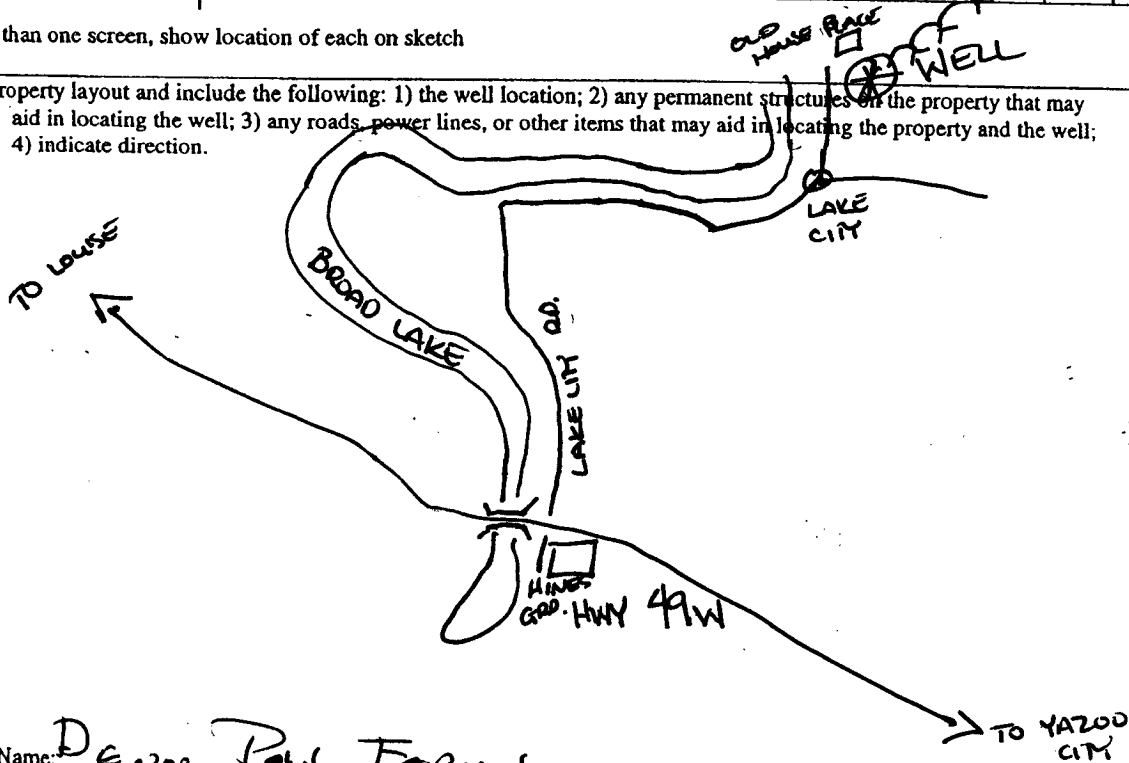 than one screen, show location of each on sketch
OLD
HOUSE PLACE
WELL
roperty layout and include the following: 1) the well location; 2) any permanent structures on the property that may
aid in locating the well; 3) any roads, power lines, or other items that may aid in locating the property and the well;
4) indicate direction.
LAKE
CITY
TO LOUISE
BROAD LAKE
LAKE CITY RD.
HINES
GRO. HWY 49W
TO YAZOO
CITY
Name: